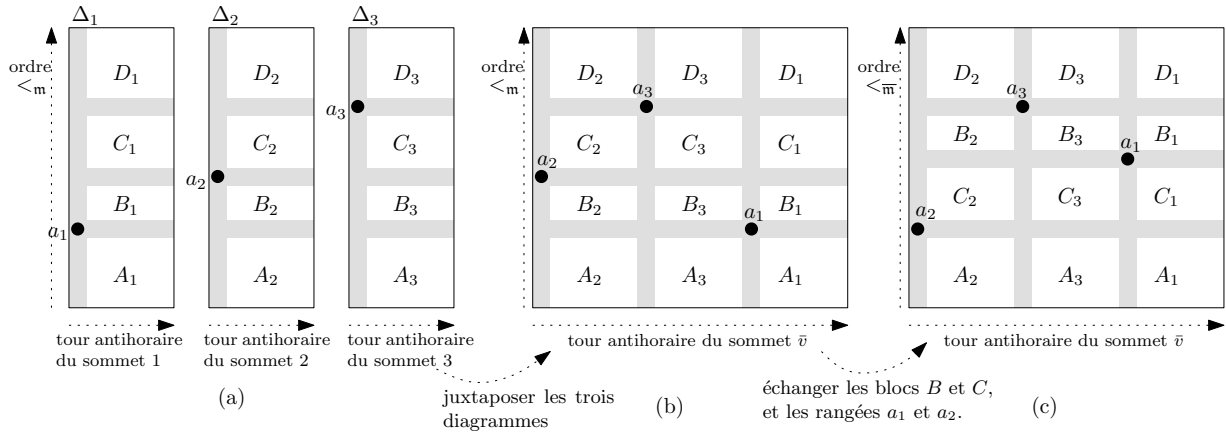 Δ₁ Δ₂ Δ₃
ordre
<ₘ
D₁ D₂ D₃
a₃
C₁ C₂ C₃
a₂
B₁ B₂ B₃
a₁
A₁ A₂ A₃
tour antihoraire
du sommet 1
tour antihoraire
du sommet 2
tour antihoraire
du sommet 3
(a)
juxtaposer les trois
diagrammes
ordre
<𝔪
D₂ D₃ D₁
a₃
a₂
C₂ C₃ C₁
B₂ B₃ a₁ B₁
A₂ A₃ A₁
tour antihoraire du sommet v̄
(b)
échanger les blocs B et C,
et les rangées a₁ et a₂.
ordre
<𝔪̄
D₂ D₃ D₁
a₃
B₂ B₃ B₁
a₁
a₂ C₂ C₃ C₁
A₂ A₃ A₁
tour antihoraire du sommet v̄
(c)